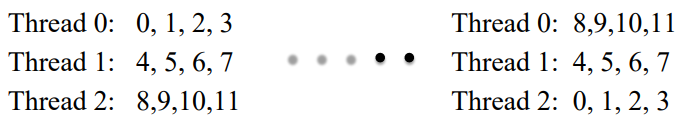 Thread 0: 0, 1, 2, 3
Thread 1: 4, 5, 6, 7
Thread 2: 8,9,10,11
Thread 0: 8,9,10,11
Thread 1: 4, 5, 6, 7
Thread 2: 0, 1, 2, 3